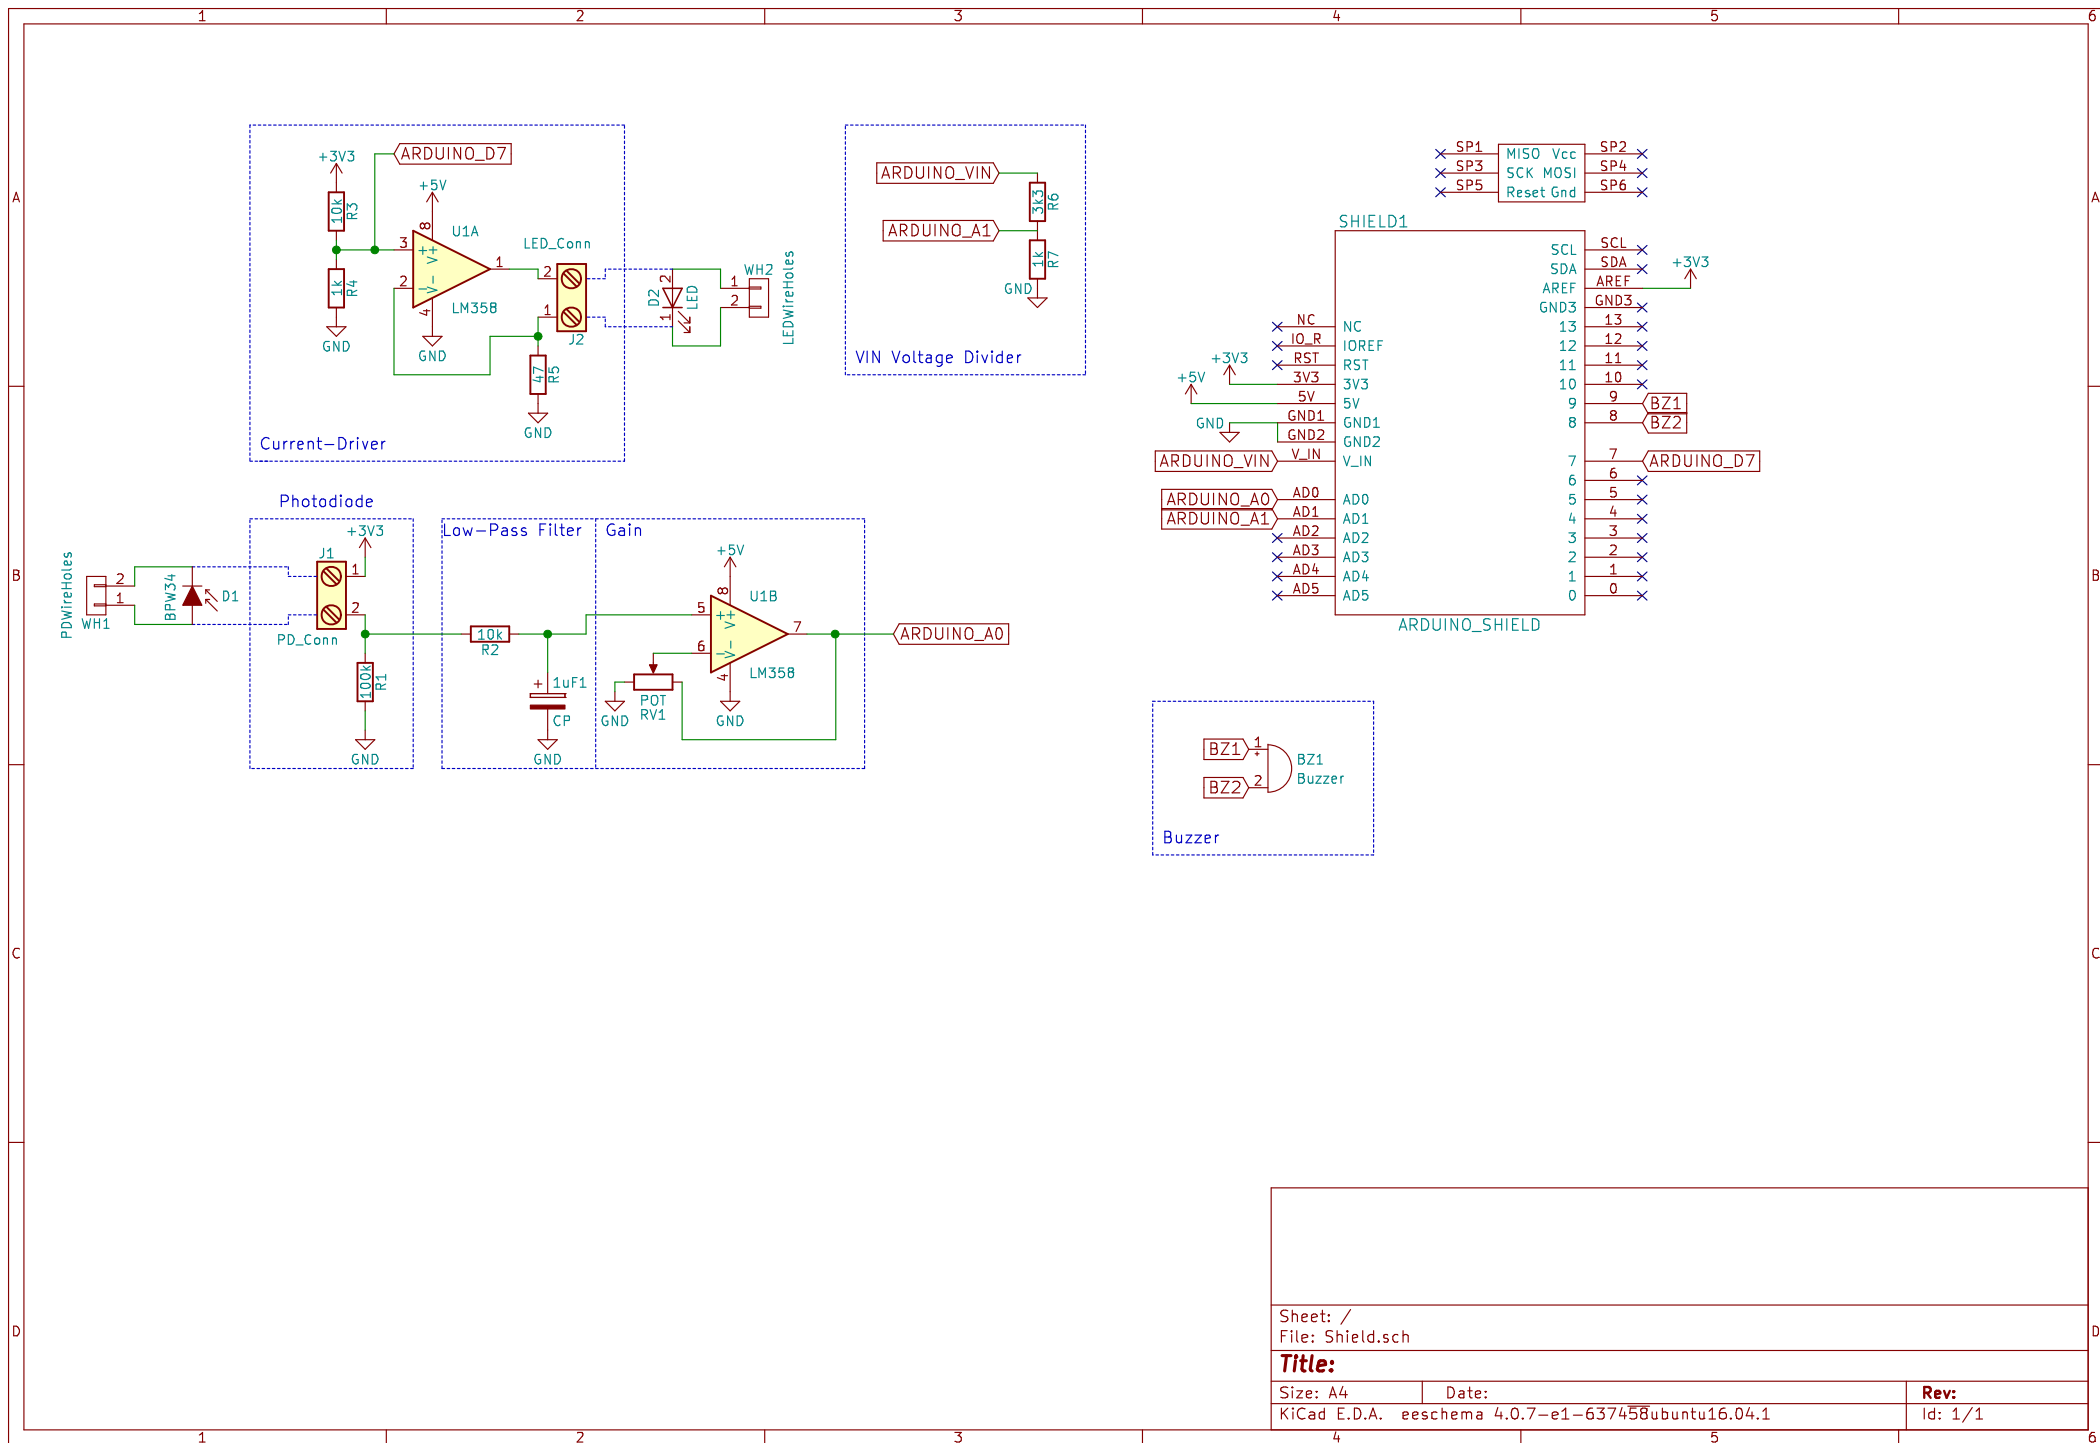 1 2 3 4 5 6
A
B
C
D
A
B
C
D
+3V3
ARDUINO_D7
10k
R3
+5V
8
U1A
3
++
V+
1
2
V-
4
LM358
1k
R4
GND
GND
LED_Conn
2
1
J2
47
R5
GND
Current-Driver
2
D2
LED
1
WH2
1
2
LEDWireHoles
ARDUINO_VIN
3k3
R6
ARDUINO_A1
1k
R7
GND
VIN Voltage Divider
SP1 MISO Vcc SP2
SP3 SCK MOSI SP4
SP5 Reset Gnd SP6
SHIELD1
SCL SCL
SDA SDA
+3V3
AREF AREF
GND3 GND3
NC NC 13 13
IO_R IOREF 12 12
RST RST 11 11
+3V3
3V3 3V3 10 10
+5V
5V 5V 9 9 BZ1
GND
GND1 GND1 8 8 BZ2
GND2 GND2
ARDUINO_VIN V_IN V_IN 7 7 ARDUINO_D7
6 6
ARDUINO_A0 AD0 AD0 5 5
ARDUINO_A1 AD1 AD1 4 4
AD2 AD2 3 3
AD3 AD3 2 2
AD4 AD4 1 1
AD5 AD5 0 0
ARDUINO_SHIELD
Photodiode
PDWireHoles
2
1
WH1
BPW34
D1
+3V3
J1
1
2
PD_Conn
100k
R1
GND
Low-Pass Filter
10k
R2
+
1uF1
CP
GND
Gain
+5V
8
U1B
5
++
V+
7
6
V-
4
LM358
ARDUINO_A0
POT
RV1
GND
GND
BZ1
1
+
BZ1
Buzzer
BZ2
2
Buzzer
Sheet: /
File: Shield.sch
Title:
Size: A4 Date: Rev:
KiCad E.D.A. eeschema 4.0.7-e1-637458ubuntu16.04.1 Id: 1/1
1 2 3 4 5 6